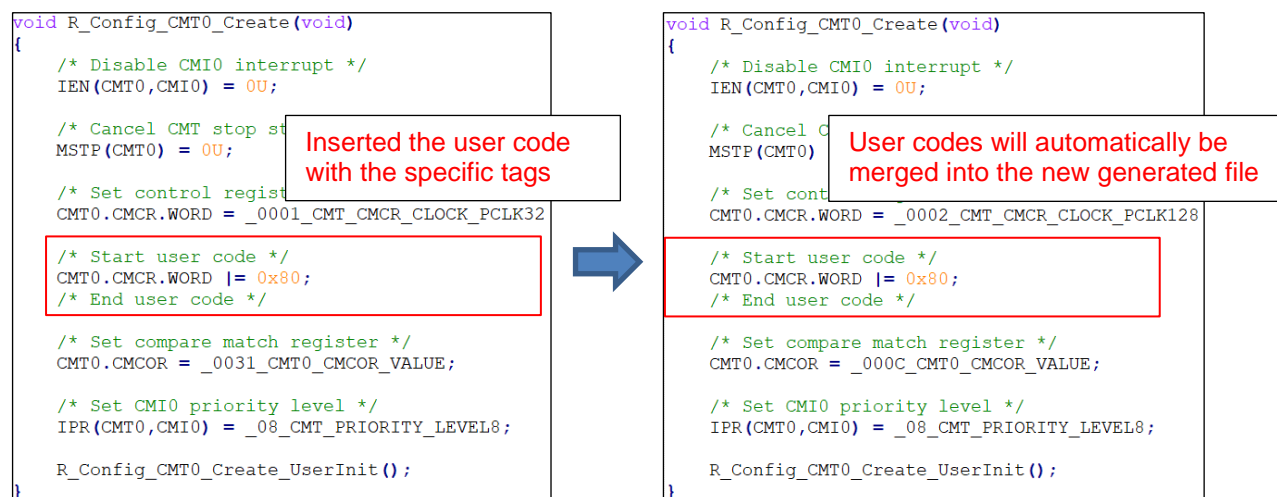 void R_Config_CMT0_Create(void)
{
/* Disable CMI0 interrupt */
IEN(CMT0,CMI0) = 0U;
/* Cancel CMT stop st
MSTP(CMT0) = 0U;
/* Set control regist
CMT0.CMCR.WORD = _0001_CMT_CMCR_CLOCK_PCLK32
/* Start user code */
CMT0.CMCR.WORD |= 0x80;
/* End user code */
/* Set compare match register */
CMT0.CMCOR = _0031_CMT0_CMCOR_VALUE;
/* Set CMI0 priority level */
IPR(CMT0,CMI0) = _08_CMT_PRIORITY_LEVEL8;
R_Config_CMT0_Create_UserInit();
}
Inserted the user code
with the specific tags
void R_Config_CMT0_Create(void)
{
/* Disable CMI0 interrupt */
IEN(CMT0,CMI0) = 0U;
/* Cancel C
MSTP(CMT0)
/* Set cont
CMT0.CMCR.WORD = _0002_CMT_CMCR_CLOCK_PCLK128
/* Start user code */
CMT0.CMCR.WORD |= 0x80;
/* End user code */
/* Set compare match register */
CMT0.CMCOR = _000C_CMT0_CMCOR_VALUE;
/* Set CMI0 priority level */
IPR(CMT0,CMI0) = _08_CMT_PRIORITY_LEVEL8;
R_Config_CMT0_Create_UserInit();
}
User codes will automatically be
merged into the new generated file